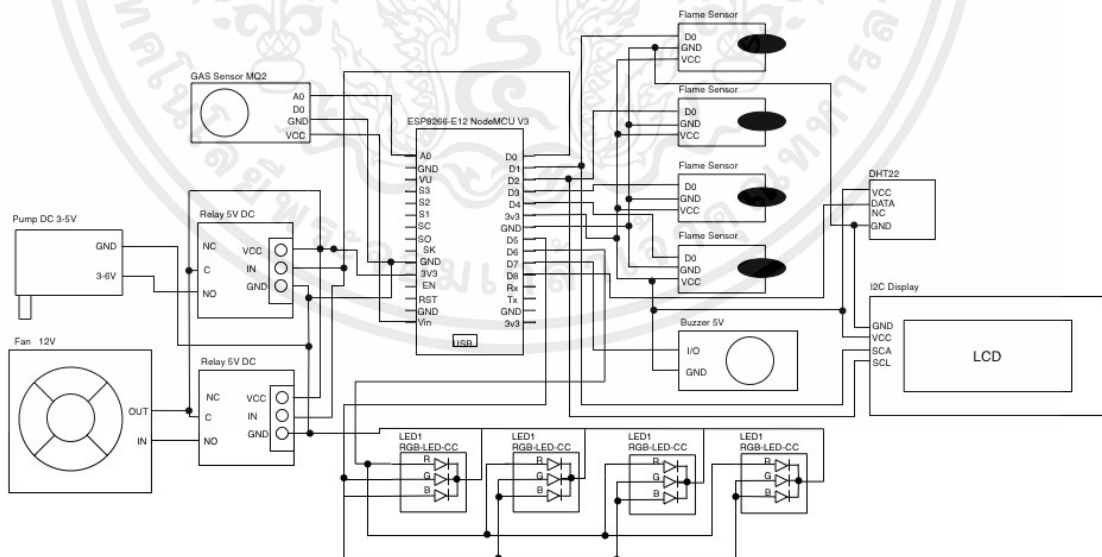 Flame Sensor
D0
GND
VCC
GAS Sensor MQ2
A0
D0
GND
VCC
ESP8266-E12 NodeMCU V3
A0
GND
VU
S3
S2
S1
SC
SO
SK
GND
3V3
EN
RST
GND
Vin
D0
D1
D2
D3
D4
3v3
GND
D5
D6
D7
D8
Rx
Tx
GND
3v3
USB
Flame Sensor
D0
GND
VCC
Flame Sensor
D0
GND
VCC
Flame Sensor
D0
GND
VCC
DHT22
VCC
DATA
NC
GND
Pump DC 3-5V
GND
3-6V
Relay 5V DC
NC
C
NO
VCC
IN
GND
I2C Display
GND
VCC
SCA
SCL
LCD
Buzzer 5V
I/O
GND
Fan 12V
OUT
IN
Relay 5V DC
NC
C
NO
VCC
IN
GND
LED1
RGB-LED-CC
R
G
B
LED1
RGB-LED-CC
R
G
B
LED1
RGB-LED-CC
R
G
B
LED1
RGB-LED-CC
R
G
B